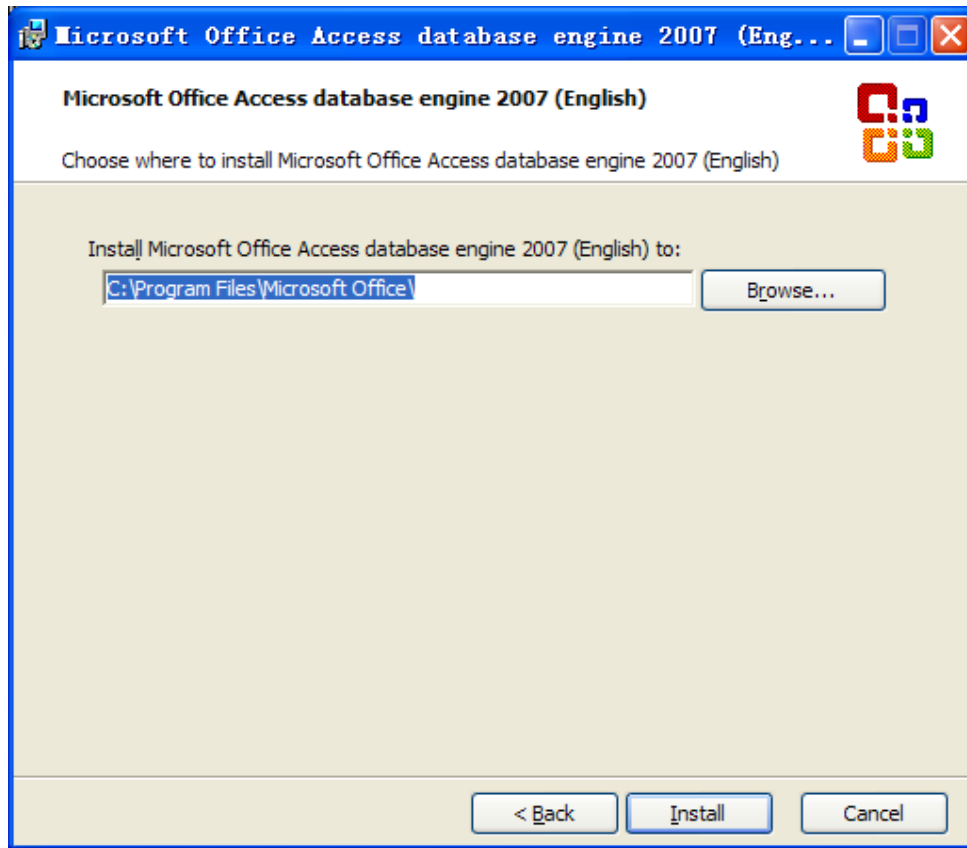 Microsoft Office Access database engine 2007 (Eng...
Microsoft Office Access database engine 2007 (English)
Choose where to install Microsoft Office Access database engine 2007 (English)
Install Microsoft Office Access database engine 2007 (English) to:
C:\Program Files\Microsoft Office\
Browse...
< Back
Install
Cancel